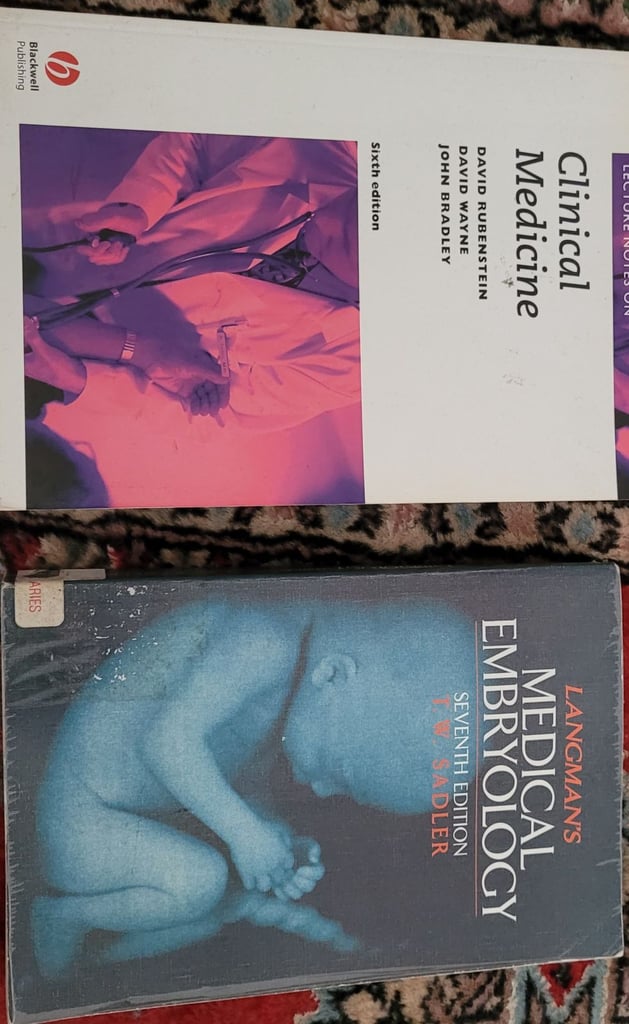 LECTURE NOTES ON
Clinical
Medicine
DAVID RUBENSTEIN
DAVID WAYNE
JOHN BRADLEY
Sixth edition
b
Blackwell
Publishing
LANGMAN'S
MEDICAL
EMBRYOLOGY
SEVENTH EDITION
T. W. SADLER
ARIES